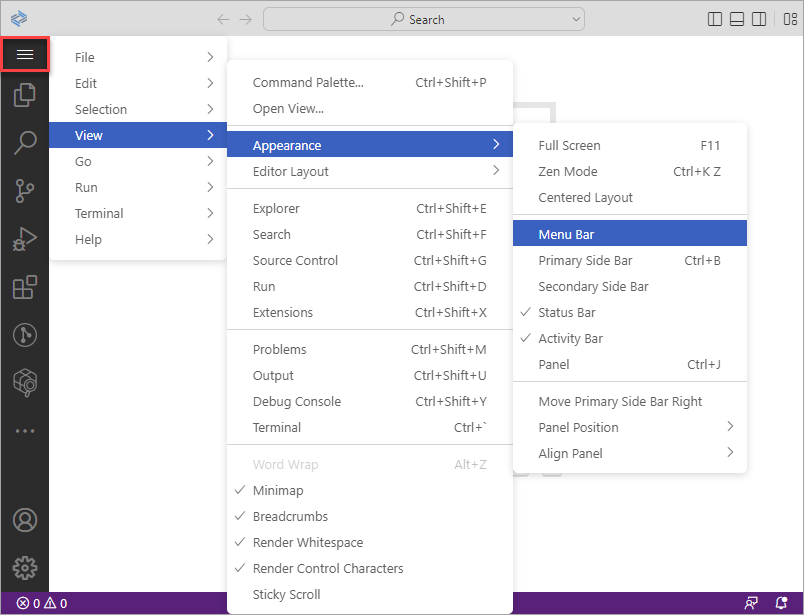 Search
File
Edit
Selection
View
Go
Run
Terminal
Help
Command Palette... Ctrl+Shift+P
Open View...
Appearance
Editor Layout
Explorer Ctrl+Shift+E
Search Ctrl+Shift+F
Source Control Ctrl+Shift+G
Run Ctrl+Shift+D
Extensions Ctrl+Shift+X
Problems Ctrl+Shift+M
Output Ctrl+Shift+U
Debug Console Ctrl+Shift+Y
Terminal Ctrl+`
Word Wrap Alt+Z
Minimap
Breadcrumbs
Render Whitespace
Render Control Characters
Sticky Scroll
Full Screen F11
Zen Mode Ctrl+K Z
Centered Layout
Menu Bar
Primary Side Bar Ctrl+B
Secondary Side Bar
Status Bar
Activity Bar
Panel Ctrl+J
Move Primary Side Bar Right
Panel Position
Align Panel
0 0